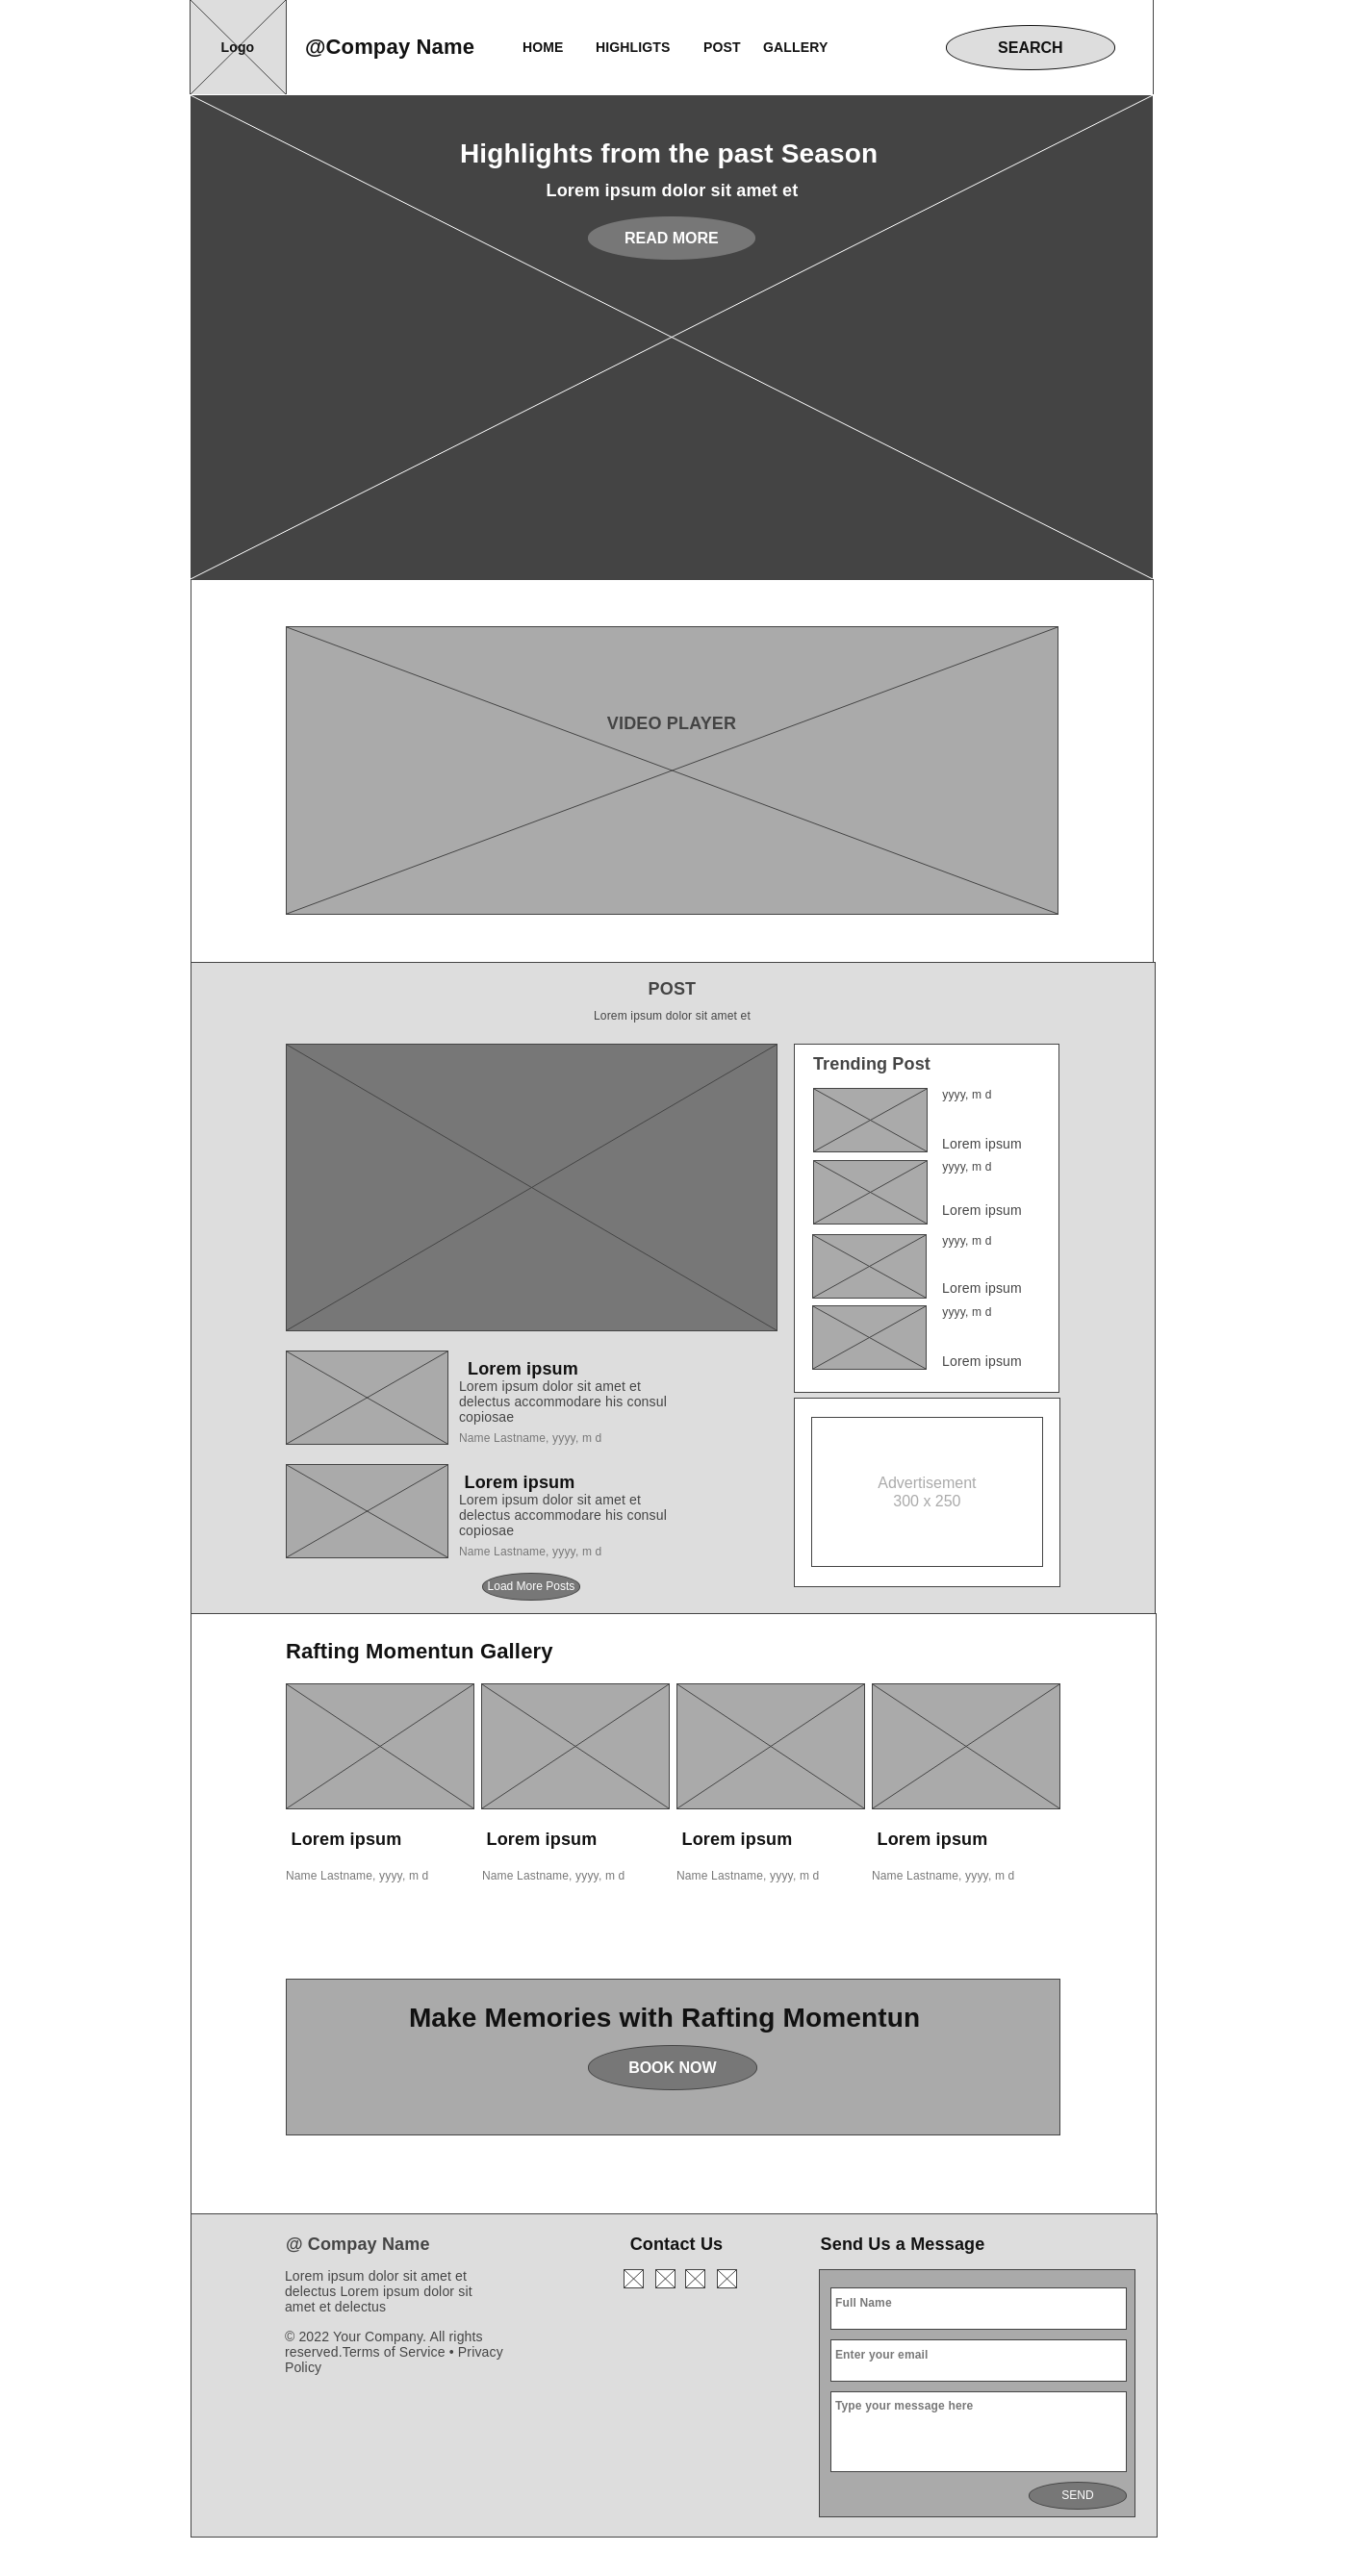 Logo
@Compay Name
HOME
HIGHLIGTS
POST
GALLERY
SEARCH
Highlights from the past Season
Lorem ipsum dolor sit amet et
READ MORE
VIDEO PLAYER
POST
Lorem ipsum dolor sit amet et
Lorem ipsum
Lorem ipsum dolor sit amet et
delectus accommodare his consul
copiosae
Name Lastname, yyyy, m d
Lorem ipsum
Lorem ipsum dolor sit amet et
delectus accommodare his consul
copiosae
Name Lastname, yyyy, m d
Load More Posts
Trending Post
yyyy, m d
Lorem ipsum
yyyy, m d
Lorem ipsum
yyyy, m d
Lorem ipsum
yyyy, m d
Lorem ipsum
Advertisement
300 x 250
Rafting Momentun Gallery
Lorem ipsum
Name Lastname, yyyy, m d
Lorem ipsum
Name Lastname, yyyy, m d
Lorem ipsum
Name Lastname, yyyy, m d
Lorem ipsum
Name Lastname, yyyy, m d
Make Memories with Rafting Momentun
BOOK NOW
@ Compay Name
Lorem ipsum dolor sit amet et
delectus Lorem ipsum dolor sit
amet et delectus
© 2022 Your Company. All rights
reserved.Terms of Service • Privacy
Policy
Contact Us
Send Us a Message
Full Name
Enter your email
Type your message here
SEND